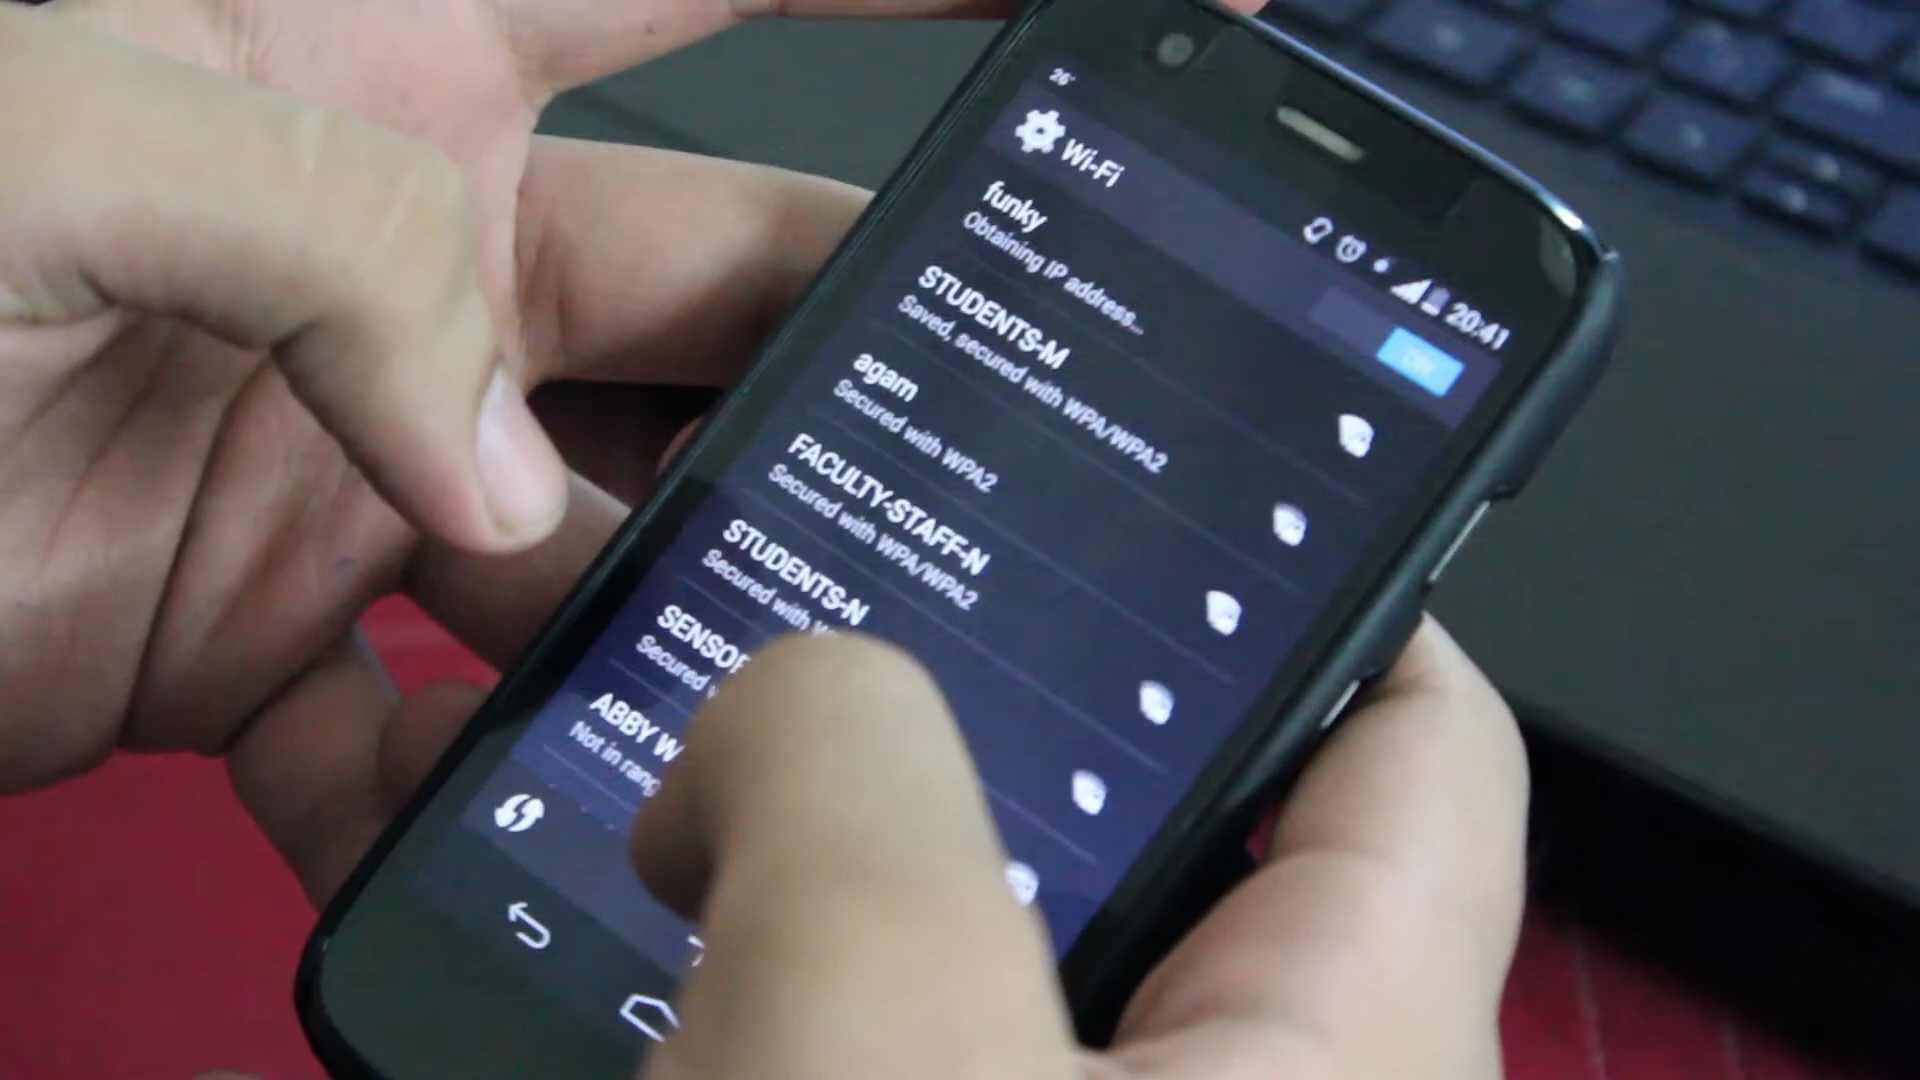 26°
20:41
Wi-Fi
funky
Obtaining IP address...
STUDENTS-M
Saved, secured with WPA/WPA2
agam
Secured with WPA2
FACULTY-STAFF-N
Secured with WPA/WPA2
STUDENTS-N
Secured with
Secured
ABBY
Not in